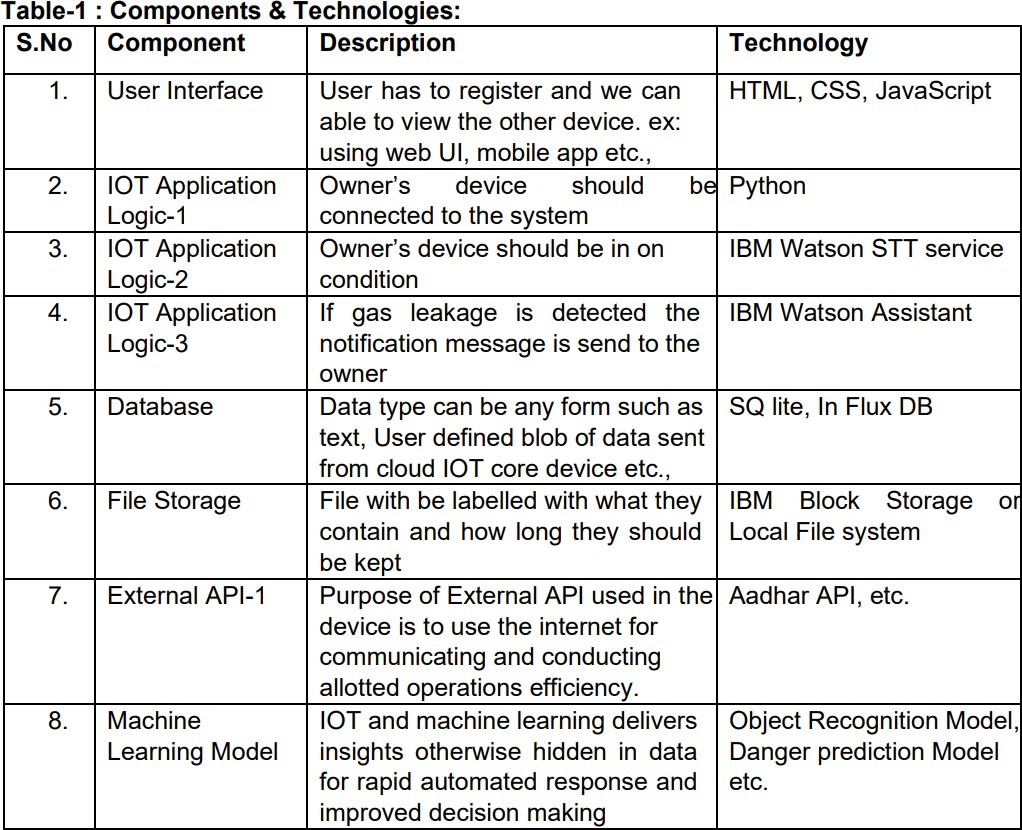 Table-1 : Components & Technologies:
S.No Component Description Technology
1. User Interface User has to register and we can HTML, CSS, JavaScript
able to view the other device. ex:
using web UI, mobile app etc.,
2. IOT Application Owner’s device should be Python
Logic-1 connected to the system
3. IOT Application Owner’s device should be in on IBM Watson STT service
Logic-2 condition
4. IOT Application If gas leakage is detected the IBM Watson Assistant
Logic-3 notification message is send to the
owner
5. Database Data type can be any form such as SQ lite, In Flux DB
text, User defined blob of data sent
from cloud IOT core device etc.,
6. File Storage File with be labelled with what they IBM Block Storage or
contain and how long they should Local File system
be kept
7. External API-1 Purpose of External API used in the Aadhar API, etc.
device is to use the internet for
communicating and conducting
allotted operations efficiency.
8. Machine IOT and machine learning delivers Object Recognition Model,
Learning Model insights otherwise hidden in data Danger prediction Model
for rapid automated response and etc.
improved decision making